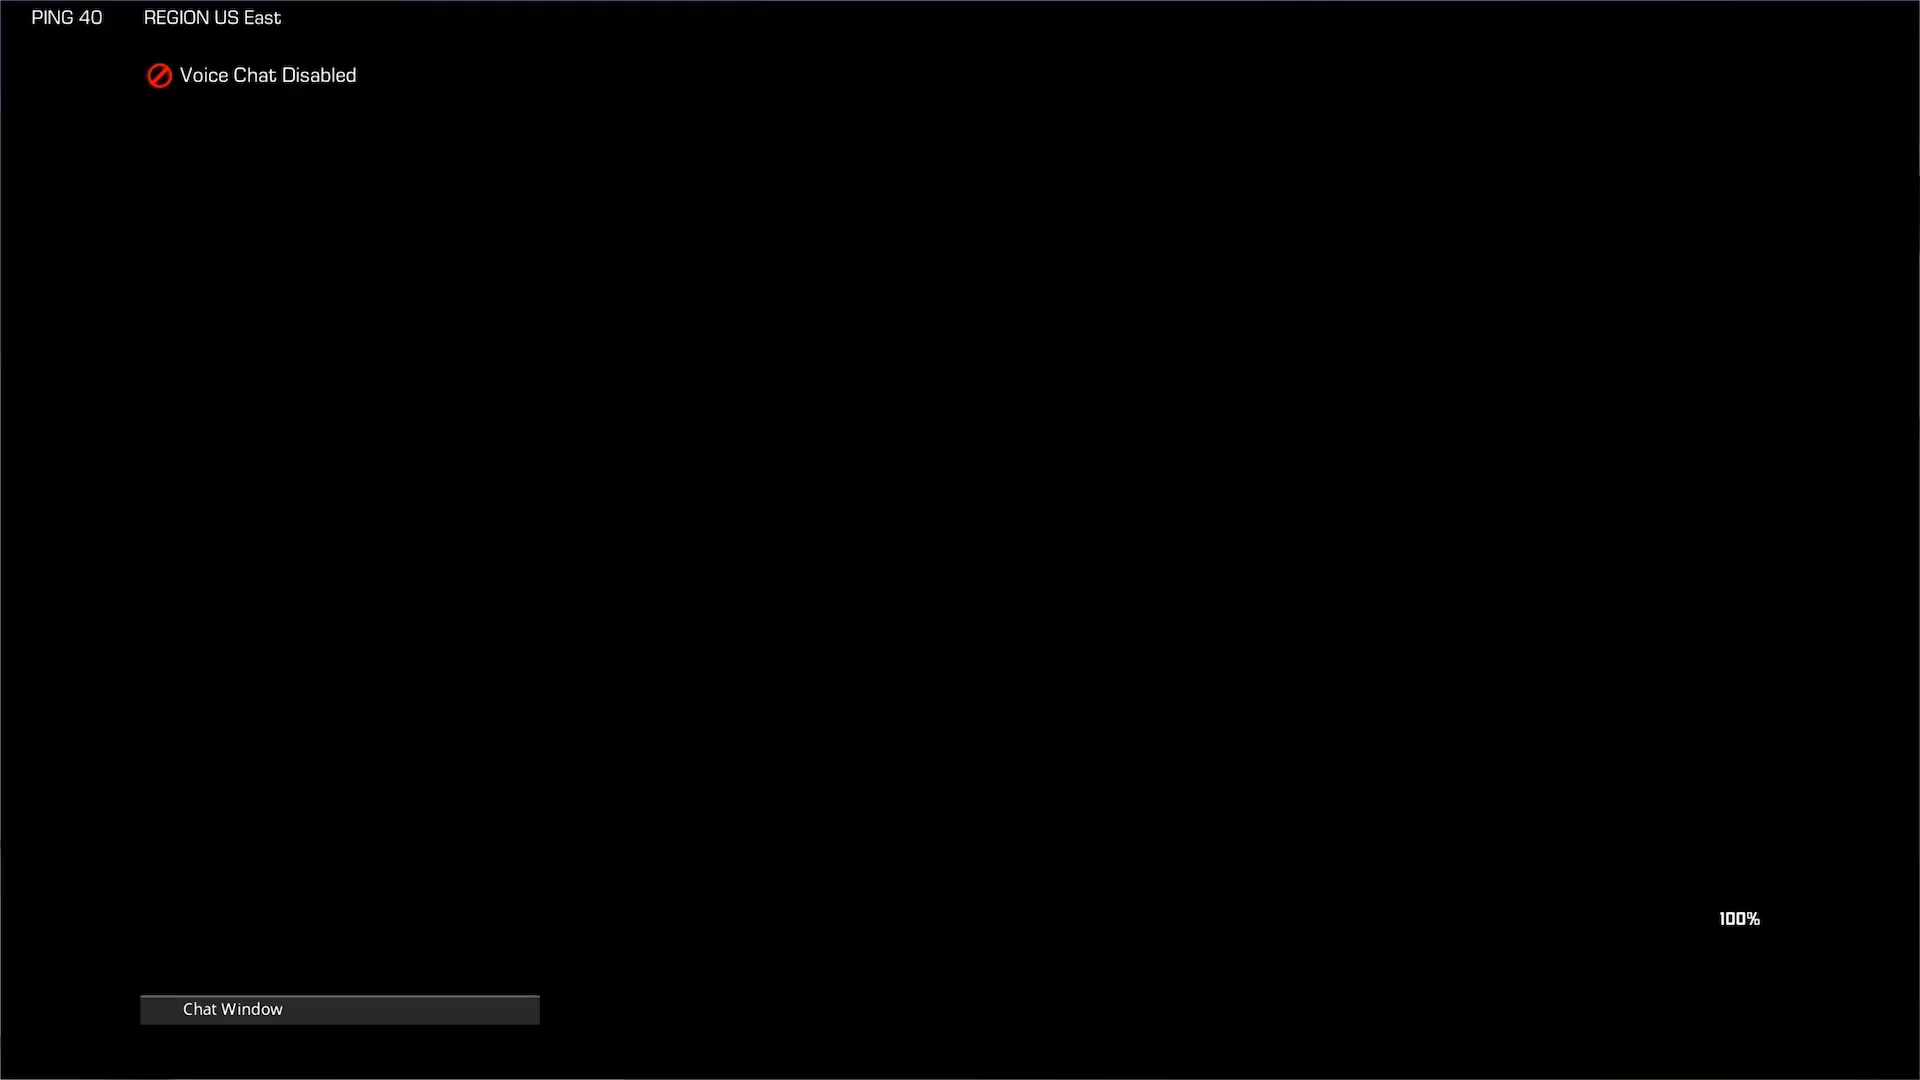 PING 40 REGION US East
Voice Chat Disabled
100%
Chat Window